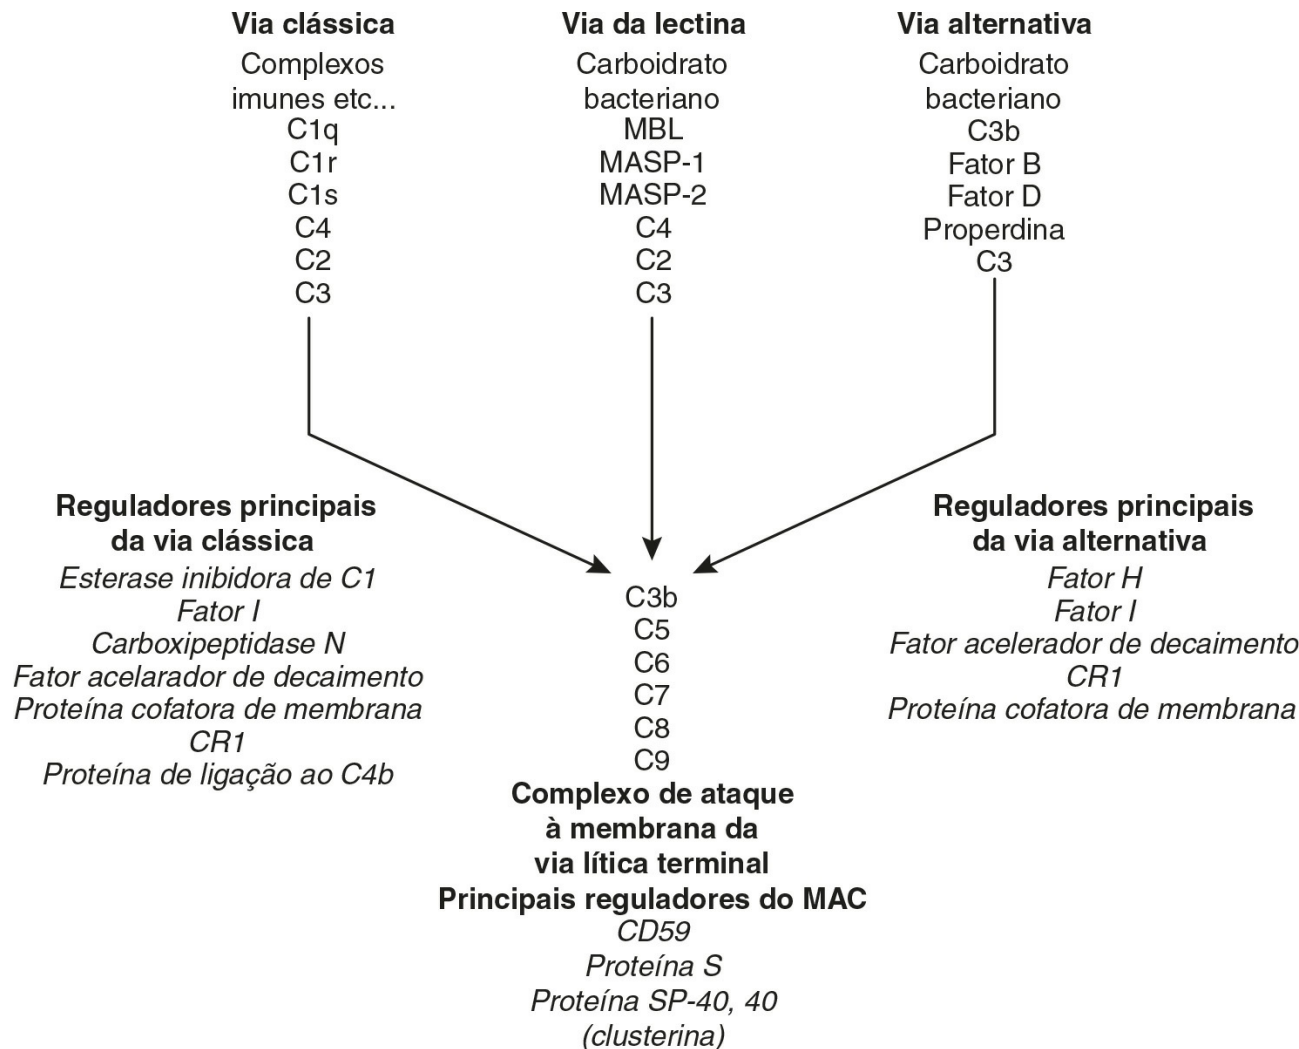 Via clássica
Complexos
imunes etc...
C1q
C1r
C1s
C4
C2
C3
Via da lectina
Carboidrato
bacteriano
MBL
MASP-1
MASP-2
C4
C2
C3
Via alternativa
Carboidrato
bacteriano
C3b
Fator B
Fator D
Properdina
C3
Reguladores principais
da via clássica
Esterase inibidora de C1
Fator I
Carboxipeptidase N
Fator acelarador de decaimento
Proteína cofatora de membrana
CR1
Proteína de ligação ao C4b
C3b
C5
C6
C7
C8
C9
Complexo de ataque
à membrana da
via lítica terminal
Principais reguladores do MAC
CD59
Proteína S
Proteína SP-40, 40
(clusterina)
Reguladores principais
da via alternativa
Fator H
Fator I
Fator acelerador de decaimento
CR1
Proteína cofatora de membrana